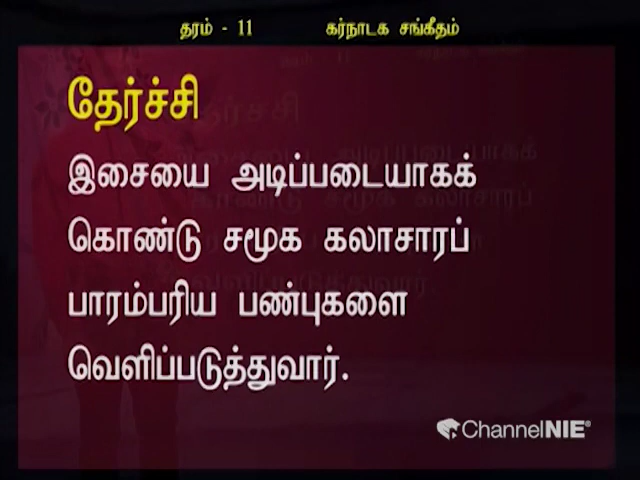 தரம் - 11 கர்நாடக சங்கீதம்
தேர்ச்சி
இசையை அடிப்படையாகக்
கொண்டு சமூக கலாசாரப்
பாரம்பரிய பண்புகளை
வெளிப்படுத்துவார்.
ChannelNIE®